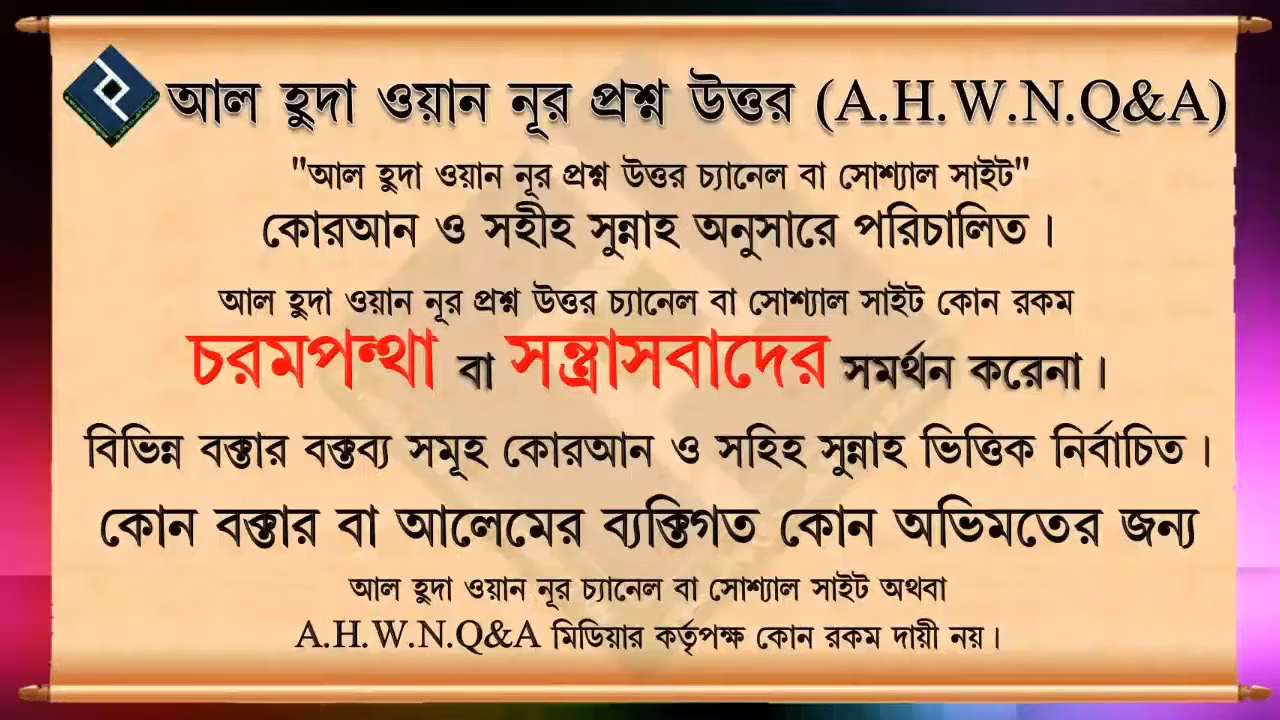 আল হুদা ওয়ান নূর প্রশ্ন উত্তর (A.H.W.N.Q&A)
"আল হুদা ওয়ান নূর প্রশ্ন উত্তর চ্যানেল বা সোশ্যাল সাইট"
কোরআন ও সহীহ সুন্নাহ অনুসারে পরিচালিত।
আল হুদা ওয়ান নূর প্রশ্ন উত্তর চ্যানেল বা সোশ্যাল সাইট কোন রকম
চরমপন্থা বা সন্ত্রাসবাদের সমর্থন করেনা।
বিভিন্ন বক্তার বক্তব্য সমূহ কোরআন ও সহিহ সুন্নাহ ভিত্তিক নির্বাচিত।
কোন বক্তার বা আলেমের ব্যক্তিগত কোন অভিমতের জন্য
আল হুদা ওয়ান নূর চ্যানেল বা সোশ্যাল সাইট অথবা
A.H.W.N.Q&A মিডিয়ার কর্তৃপক্ষ কোন রকম দায়ী নয়।